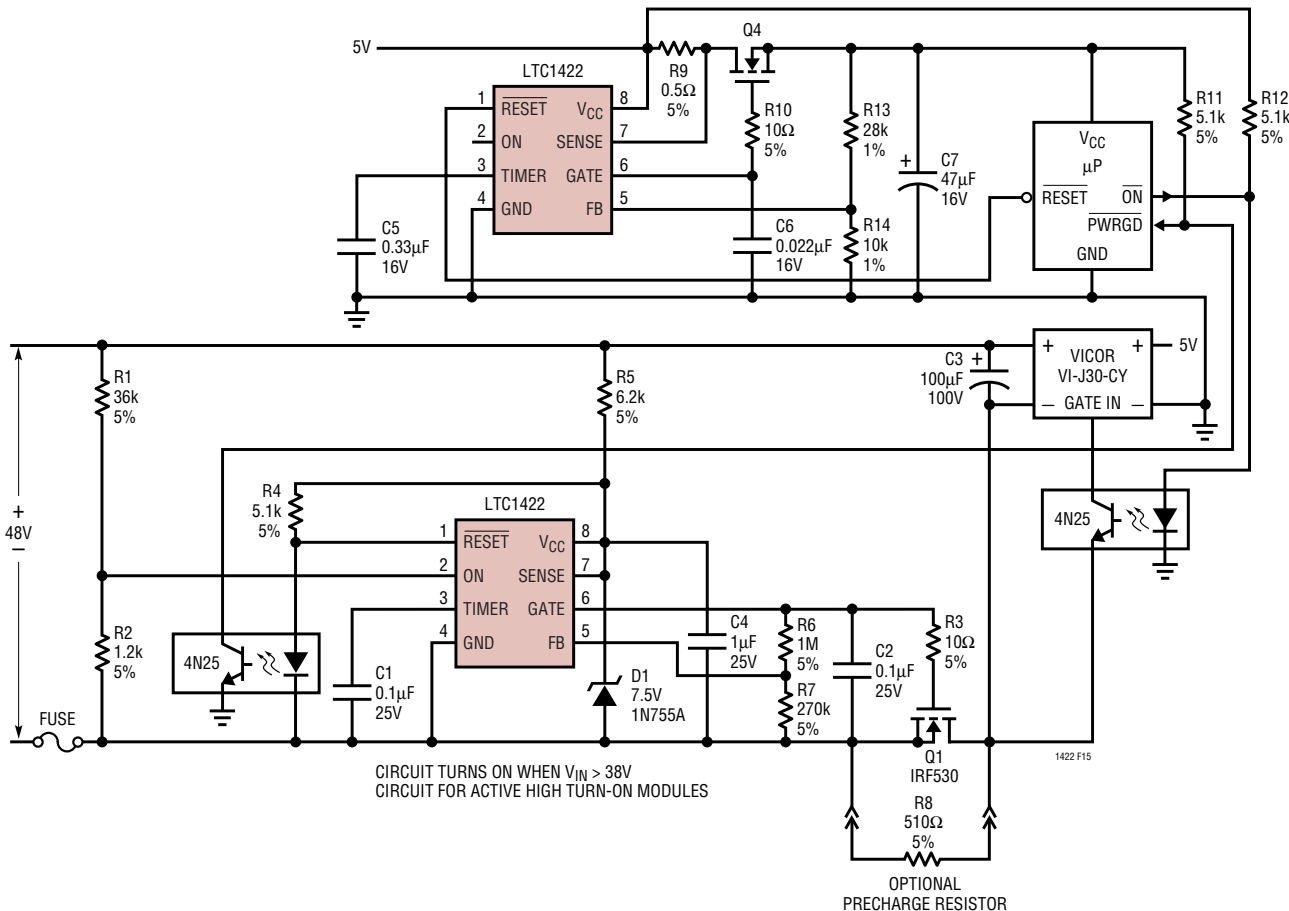 5V
LTC1422
1
RESET
VCC
8
2
ON
SENSE
7
3
TIMER
GATE
6
4
GND
FB
5
R9
0.5Ω
5%
Q4
R10
10Ω
5%
R13
28k
1%
C7
+
47µF
16V
R11
5.1k
5%
R12
5.1k
5%
VCC
µP
RESET
ON
PWRGD
GND
C5
0.33µF
16V
C6
0.022µF
16V
R14
10k
1%
R1
36k
5%
R5
6.2k
5%
C3
+
100µF
100V
+
+
VICOR
VI-J30-CY
–
GATE IN
–
5V
+
48V
–
R4
5.1k
5%
LTC1422
1
RESET
VCC
8
2
ON
SENSE
7
3
TIMER
GATE
6
4
GND
FB
5
4N25
R2
1.2k
5%
4N25
C1
0.1µF
25V
C4
1µF
25V
D1
7.5V
1N755A
R6
1M
5%
R7
270k
5%
C2
0.1µF
25V
R3
10Ω
5%
FUSE
Q1
IRF530
1422 F15
CIRCUIT TURNS ON WHEN VIN > 38V
CIRCUIT FOR ACTIVE HIGH TURN-ON MODULES
R8
510Ω
5%
OPTIONAL
PRECHARGE RESISTOR